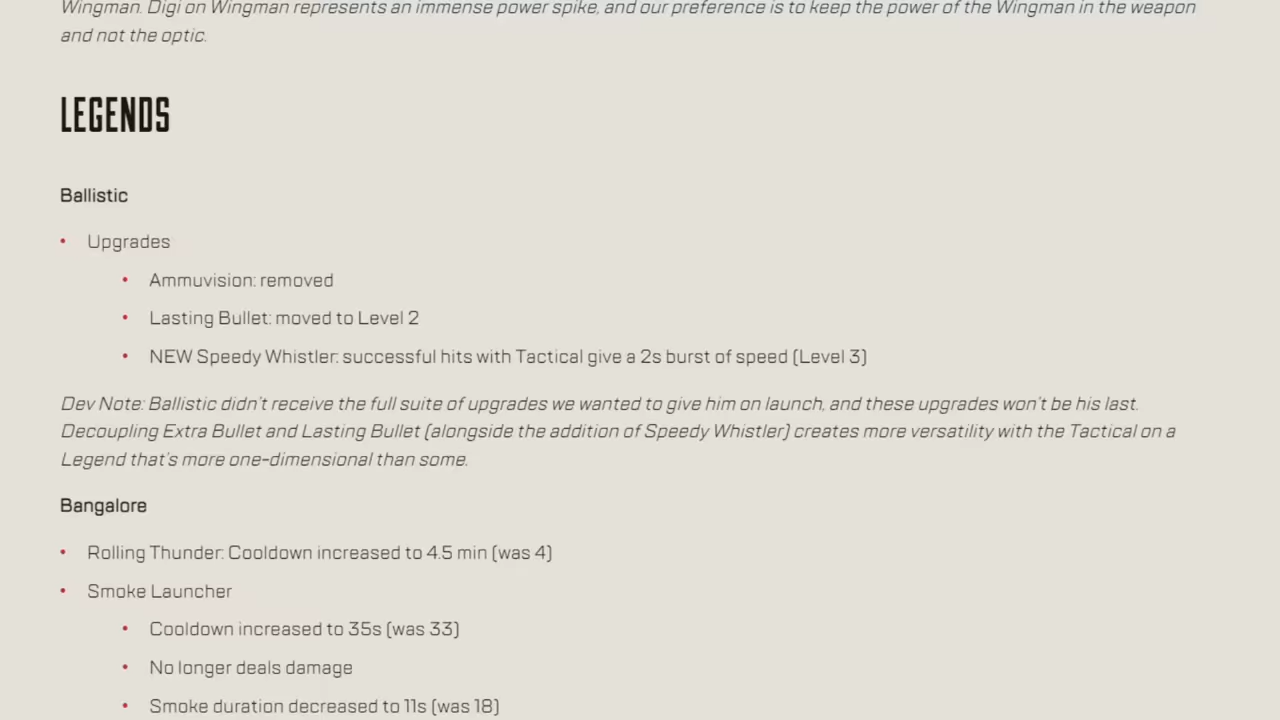 Wingman. Digi on Wingman represents an immense power spike, and our preference is to keep the power of the Wingman in the weapon
and not the optic.
LEGENDS
Ballistic
• Upgrades
• Ammuvision: removed
• Lasting Bullet: moved to Level 2
• NEW Speedy Whistler: successful hits with Tactical give a 2s burst of speed (Level 3)
Dev Note: Ballistic didn't receive the full suite of upgrades we wanted to give him on launch, and these upgrades won't be his last.
Decoupling Extra Bullet and Lasting Bullet (alongside the addition of Speedy Whistler) creates more versatility with the Tactical on a
Legend that's more one-dimensional than some.
Bangalore
• Rolling Thunder: Cooldown increased to 4.5 min (was 4)
• Smoke Launcher
• Cooldown increased to 35s (was 33)
• No longer deals damage
• Smoke duration decreased to 11s (was 18)